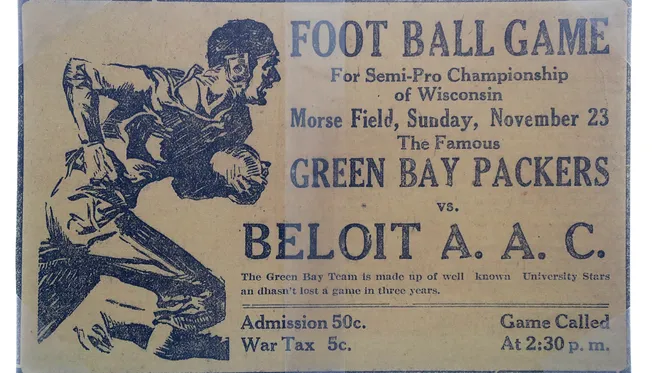 FOOT BALL GAME
For Semi-Pro Championship
of Wisconsin
Morse Field, Sunday, November 23
The Famous
GREEN BAY PACKERS
vs.
BELOIT A. A. C.
The Green Bay Team is made up of well known University Stars
an dhasn't lost a game in three years.
Admission 50c.
War Tax 5c.
Game Called
At 2:30 p. m.